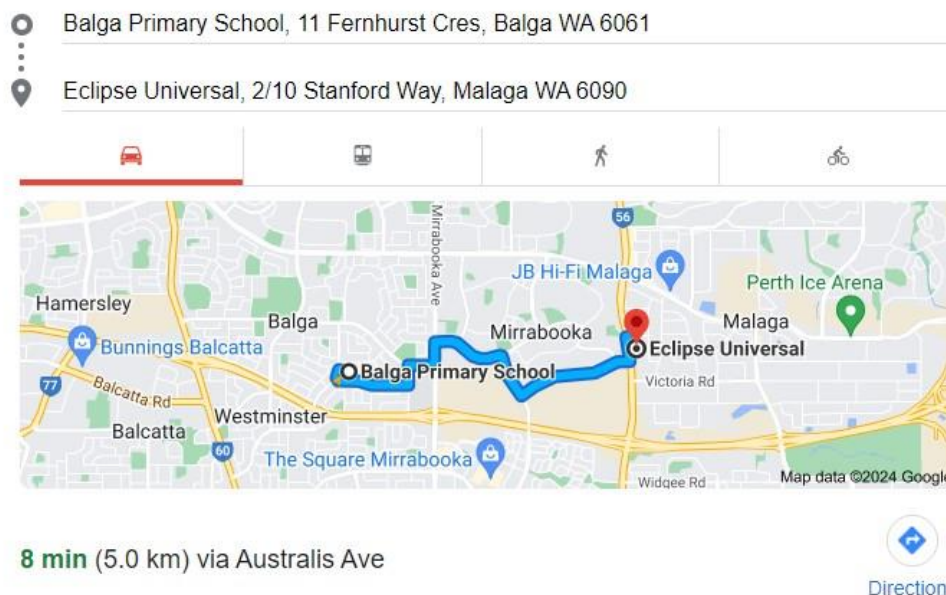 Balga Primary School, 11 Fernhurst Cres, Balga WA 6061
Eclipse Universal, 2/10 Stanford Way, Malaga WA 6090
Mirrabooka Ave
56
JB Hi-Fi Malaga
Perth Ice Arena
Hamersley
Balga
Mirrabooka
Malaga
Bunnings Balcatta
Eclipse Universal
Balga Primary School
Victoria Rd
77
Balcatta Rd
Westminster
Balcatta
60
The Square Mirrabooka
Widgee Rd
Map data ©2024 Google
8 min (5.0 km) via Australis Ave
Direction